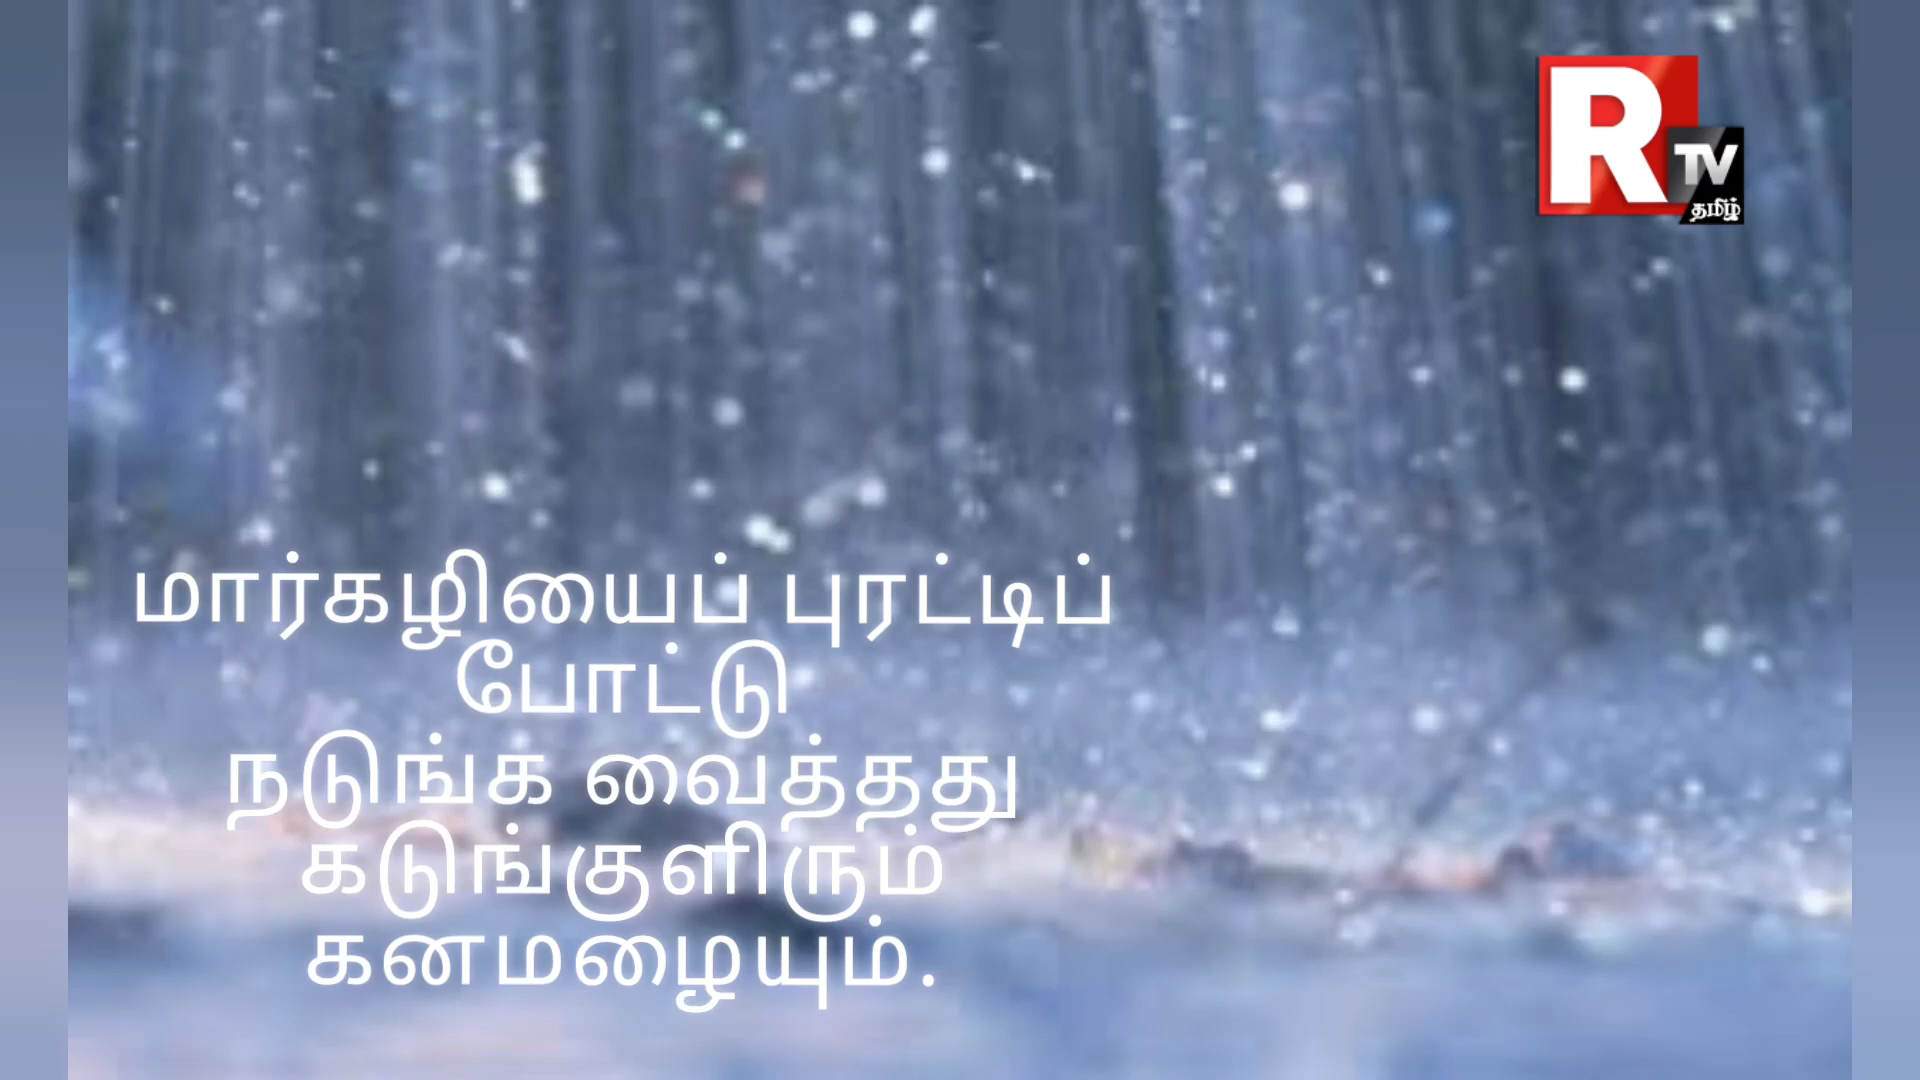 R
TV
தமிழ்
மார்கழியைப் புரட்டிப்
போட்டு
நடுங்க வைத்தது
கடுங்குளிரும்
கனமழையும்.